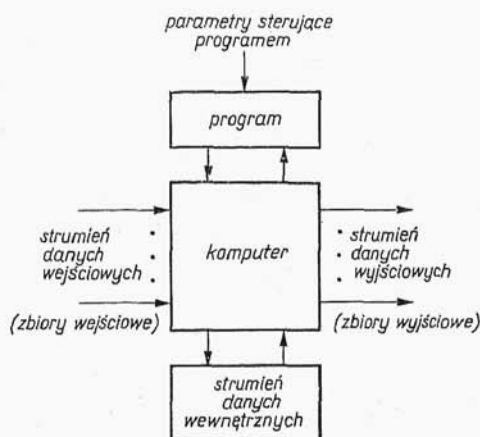 parametry sterujące
programem
program
komputer
strumień
danych
wejściowych
(zbiory wejściowe)
strumień
danych
wyjściowych
(zbiory wyjściowe)
strumień
danych
wewnętrznych